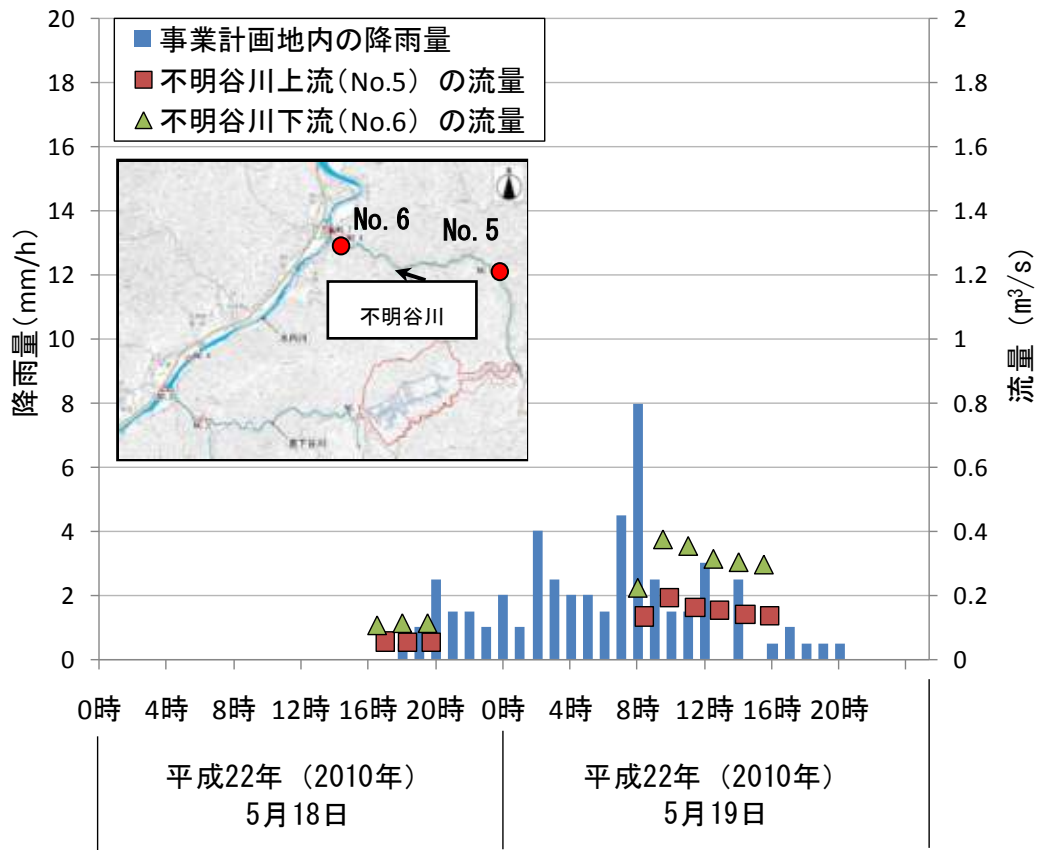 事業計画地内の降雨量
不明谷川上流(No.5) の流量
不明谷川下流(No.6) の流量
No. 6
No. 5
不明谷川
降雨量(mm/h)
20
18
16
14
12
10
8
6
4
2
0
流量 (m³/s)
2
1.8
1.6
1.4
1.2
1
0.8
0.6
0.4
0.2
0
0時 4時 8時 12時 16時 20時 0時 4時 8時 12時 16時 20時
平成22年 (2010年)
5月18日
平成22年 (2010年)
5月19日